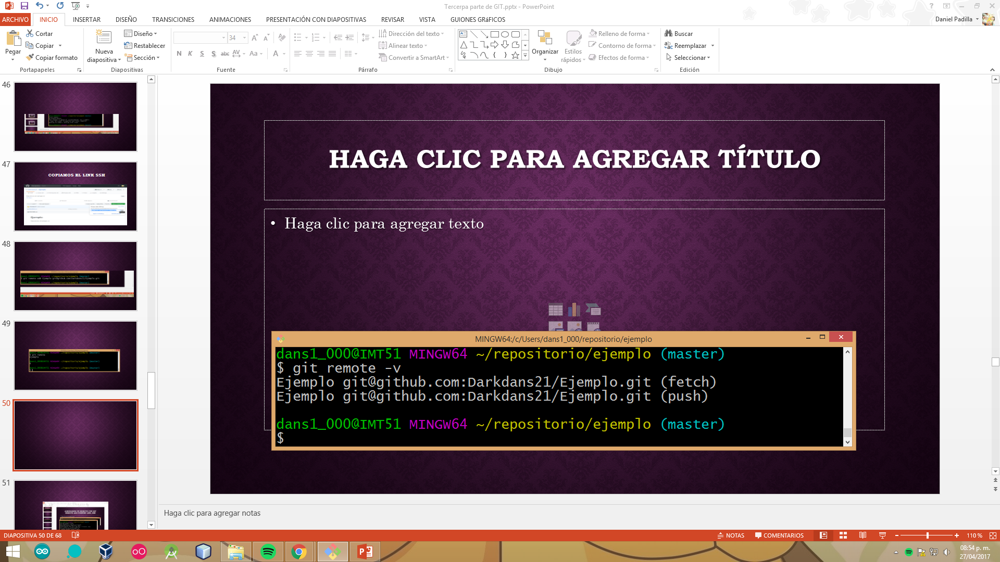 Tercerpa parte de GIT.pptx - PowerPoint
ARCHIVO INICIO INSERTAR DISEÑO TRANSICIONES ANIMACIONES PRESENTACIÓN CON DIAPOSITIVAS REVISAR VISTA GUIONES GRáFICOS
Daniel Padilla
Pegar
Cortar
Copiar
Copiar formato
Portapapeles
Nueva diapositiva
Diseño
Restablecer
Sección
Diapositivas
34
N K S S abc AV Aa A
Fuente
Dirección del texto
Alinear texto
Convertir a SmartArt
Párrafo
Organizar
Estilos rápidos
Relleno de forma
Contorno de forma
Efectos de forma
Dibujo
Buscar
Reemplazar
Seleccionar
Edición
46
47
COPIAMOS EL LINK SSH
48
49
50
51
HAGA CLIC PARA AGREGAR TÍTULO
• Haga clic para agregar texto
MINGW64:/c/Users/dans1_000/repositorio/ejemplo
dans1_000@IMT51 MINGW64 ~/repositorio/ejemplo (master)
$ git remote -v
Ejemplo git@github.com:Darkdans21/Ejemplo.git (fetch)
Ejemplo git@github.com:Darkdans21/Ejemplo.git (push)
dans1_000@IMT51 MINGW64 ~/repositorio/ejemplo (master)
$
Haga clic para agregar notas
DIAPOSITIVA 50 DE 68
NOTAS
COMENTARIOS
110 %
08:54 p. m.
27/04/2017